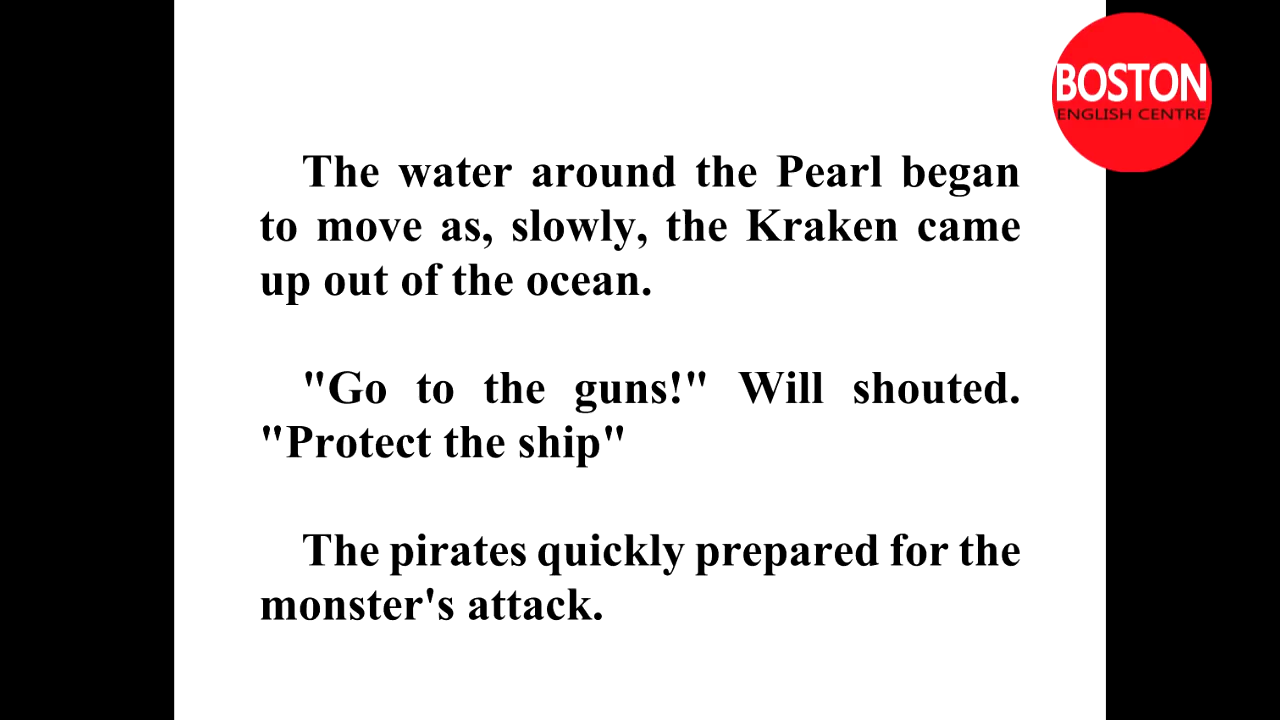 BOSTON
ENGLISH CENTRE
The water around the Pearl began
to move as, slowly, the Kraken came
up out of the ocean.
"Go to the guns!" Will shouted.
"Protect the ship"
The pirates quickly prepared for the
monster's attack.